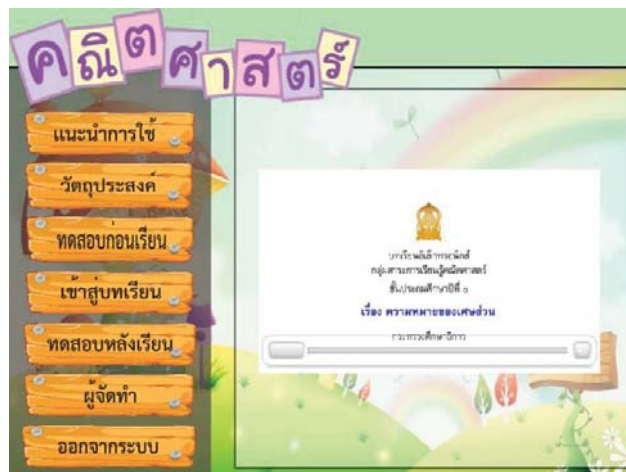 คณิตศาสตร์
แนะนำการใช้
วัตถุประสงค์
ทดสอบก่อนเรียน
เข้าสู่บทเรียน
ทดสอบหลังเรียน
ผู้จัดทำ
ออกจากระบบ
บทเรียนอิเล็กทรอนิกส์
กลุ่มสาระการเรียนรู้คณิตศาสตร์
ชั้นประถมศึกษาปีที่
เรื่อง ความหมายของเศษส่วน
กระทรวงศึกษาธิการ